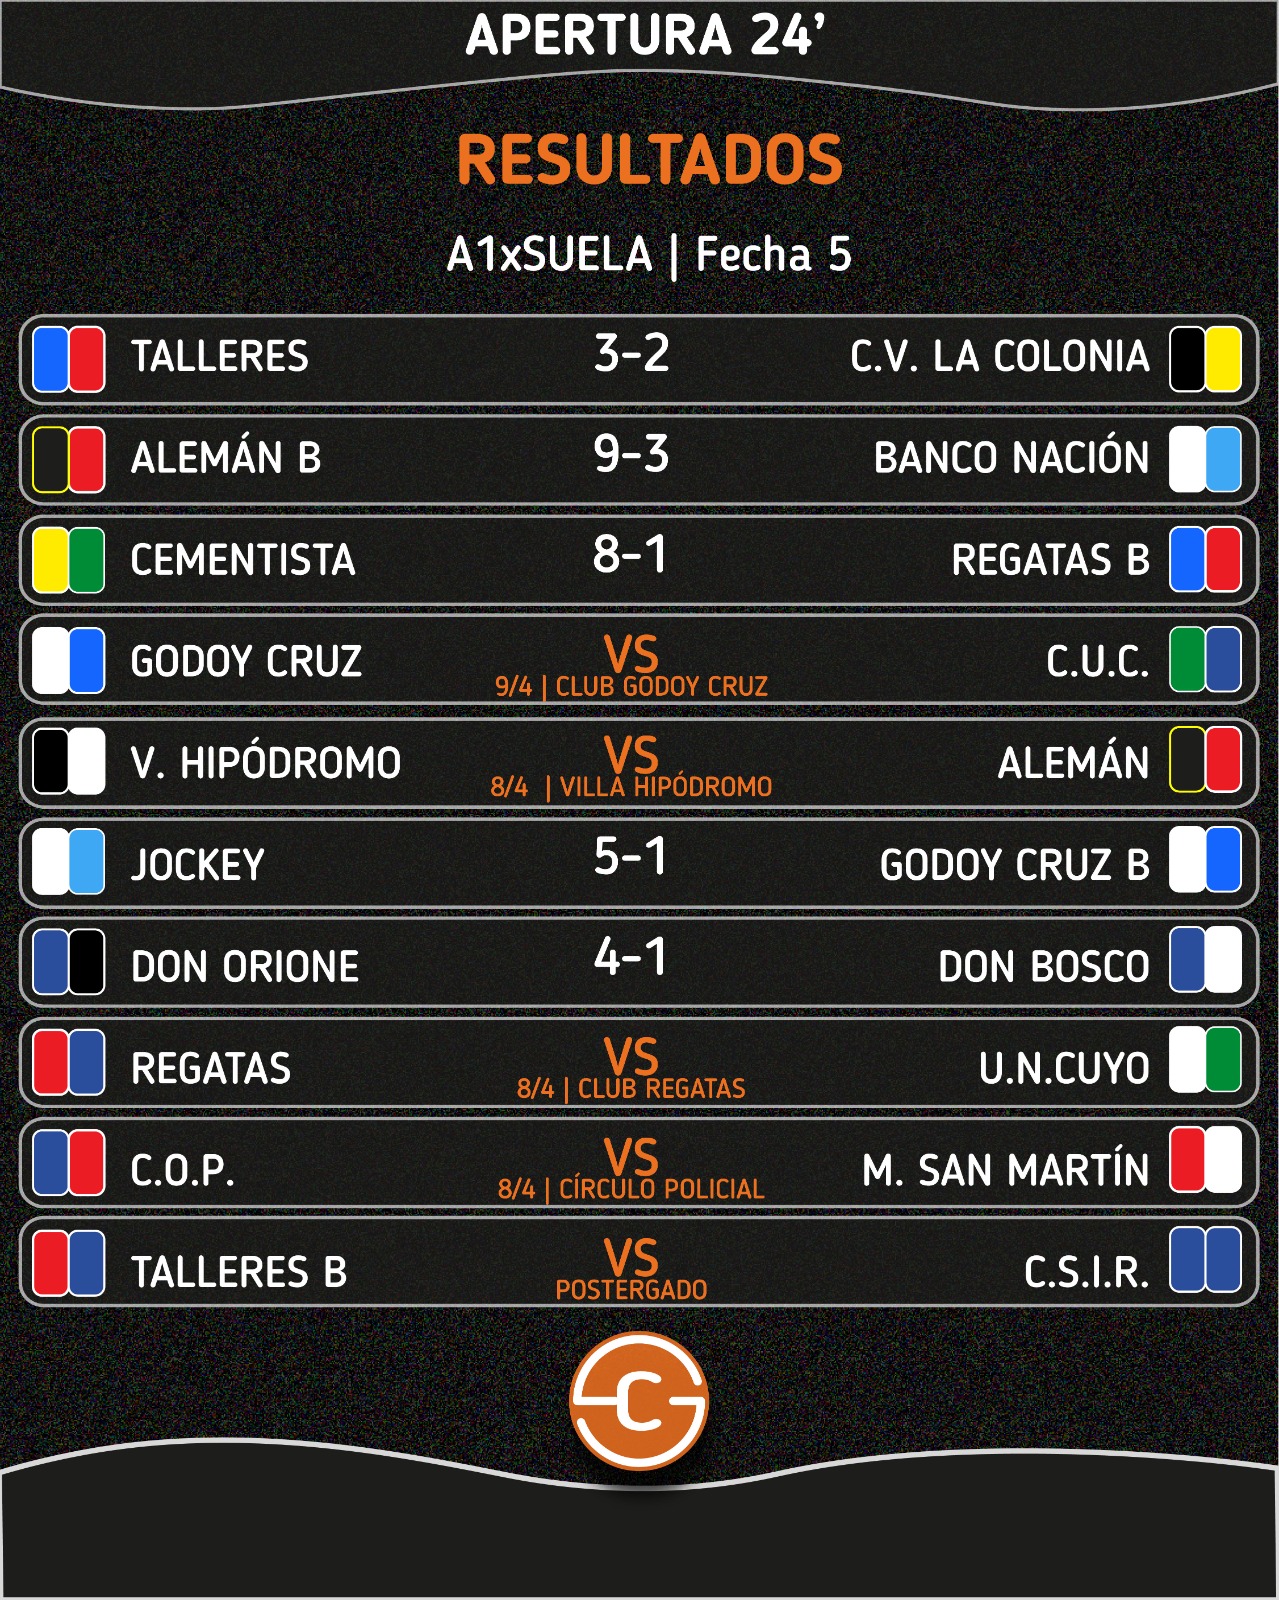 APERTURA 24’
RESULTADOS
A1xSUELA | Fecha 5
TALLERES 3-2 C.V. LA COLONIA
ALEMÁN B 9-3 BANCO NACIÓN
CEMENTISTA 8-1 REGATAS B
GODOY CRUZ VS C.U.C.
9/4 | CLUB GODOY CRUZ
V. HIPÓDROMO VS ALEMÁN
8/4 | VILLA HIPÓDROMO
JOCKEY 5-1 GODOY CRUZ B
DON ORIONE 4-1 DON BOSCO
REGATAS VS U.N.CUYO
8/4 | CLUB REGATAS
C.O.P. VS M. SAN MARTÍN
8/4 | CÍRCULO POLICIAL
TALLERES B VS C.S.I.R.
POSTERGADO
C